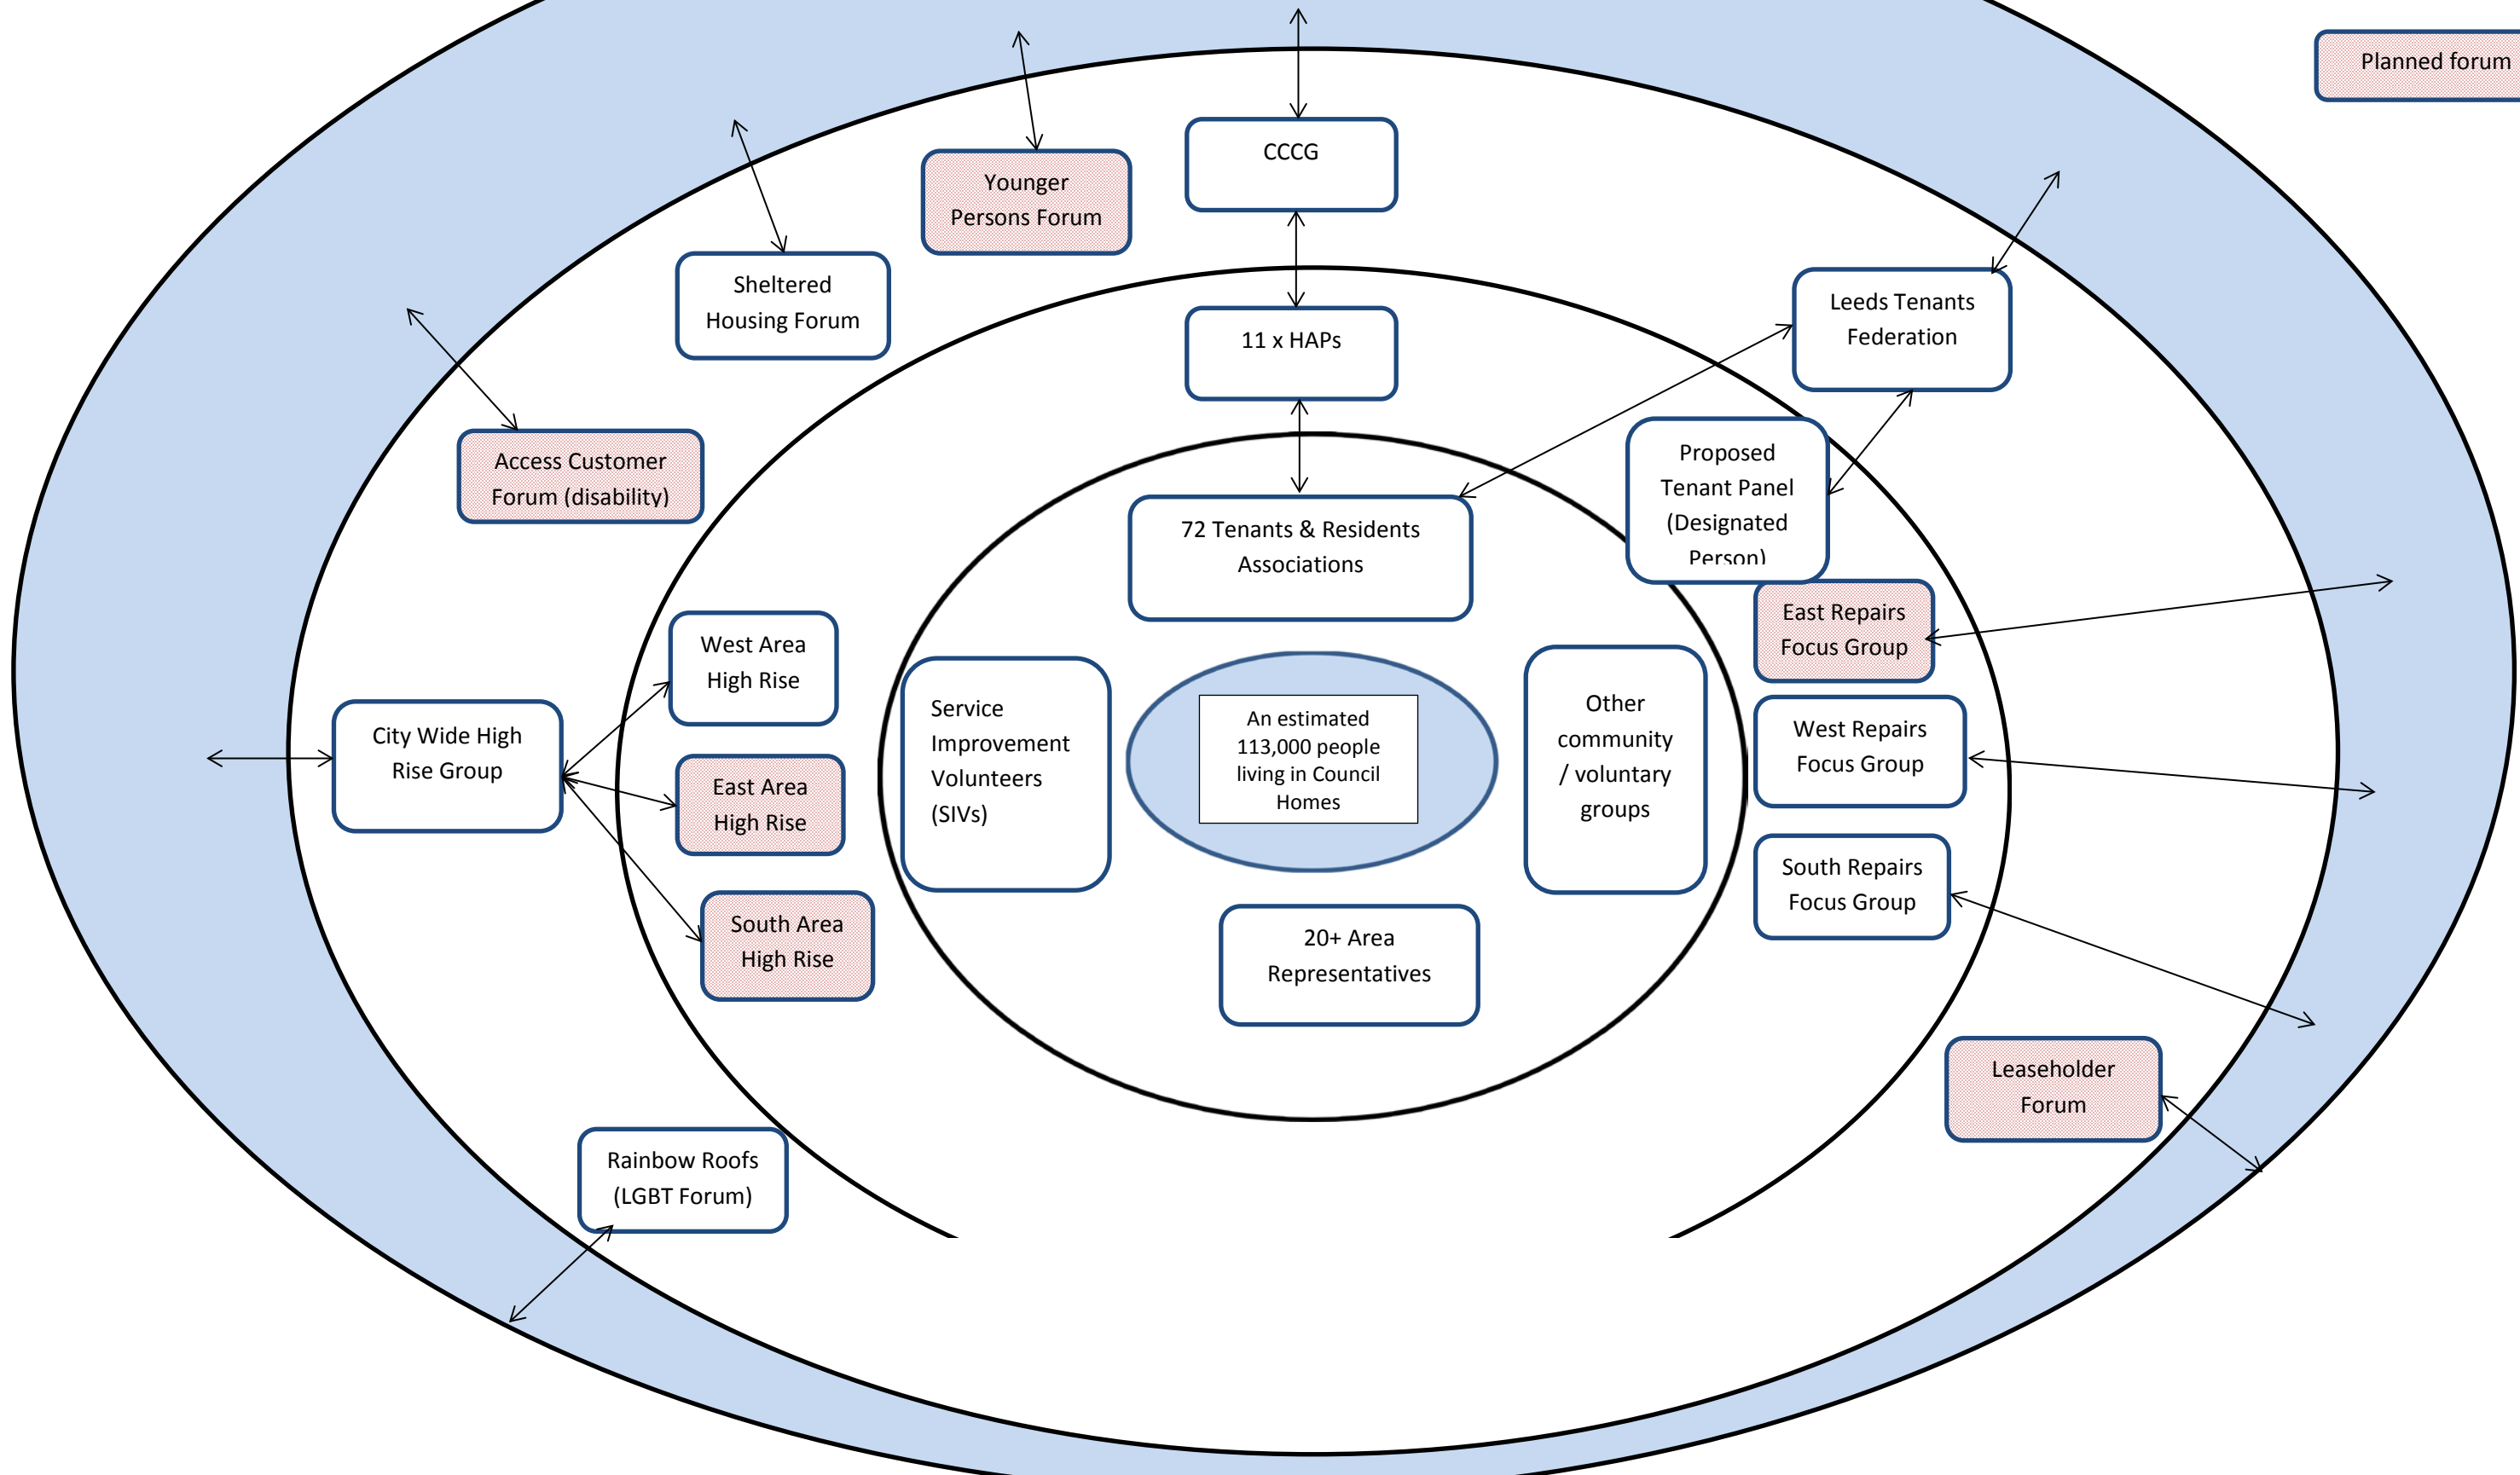 Planned forum
CCCG
Younger
Persons Forum
Sheltered
Housing Forum
Leeds Tenants
Federation
11 x HAPs
Access Customer
Forum (disability)
Proposed
Tenant Panel
(Designated
Person)
72 Tenants & Residents
Associations
East Repairs
Focus Group
West Area
High Rise
City Wide High
Rise Group
Service
Improvement
Volunteers
(SIVs)
An estimated
113,000 people
living in Council
Homes
Other
community
/ voluntary
groups
West Repairs
Focus Group
East Area
High Rise
South Repairs
Focus Group
South Area
High Rise
20+ Area
Representatives
Leaseholder
Forum
Rainbow Roofs
(LGBT Forum)